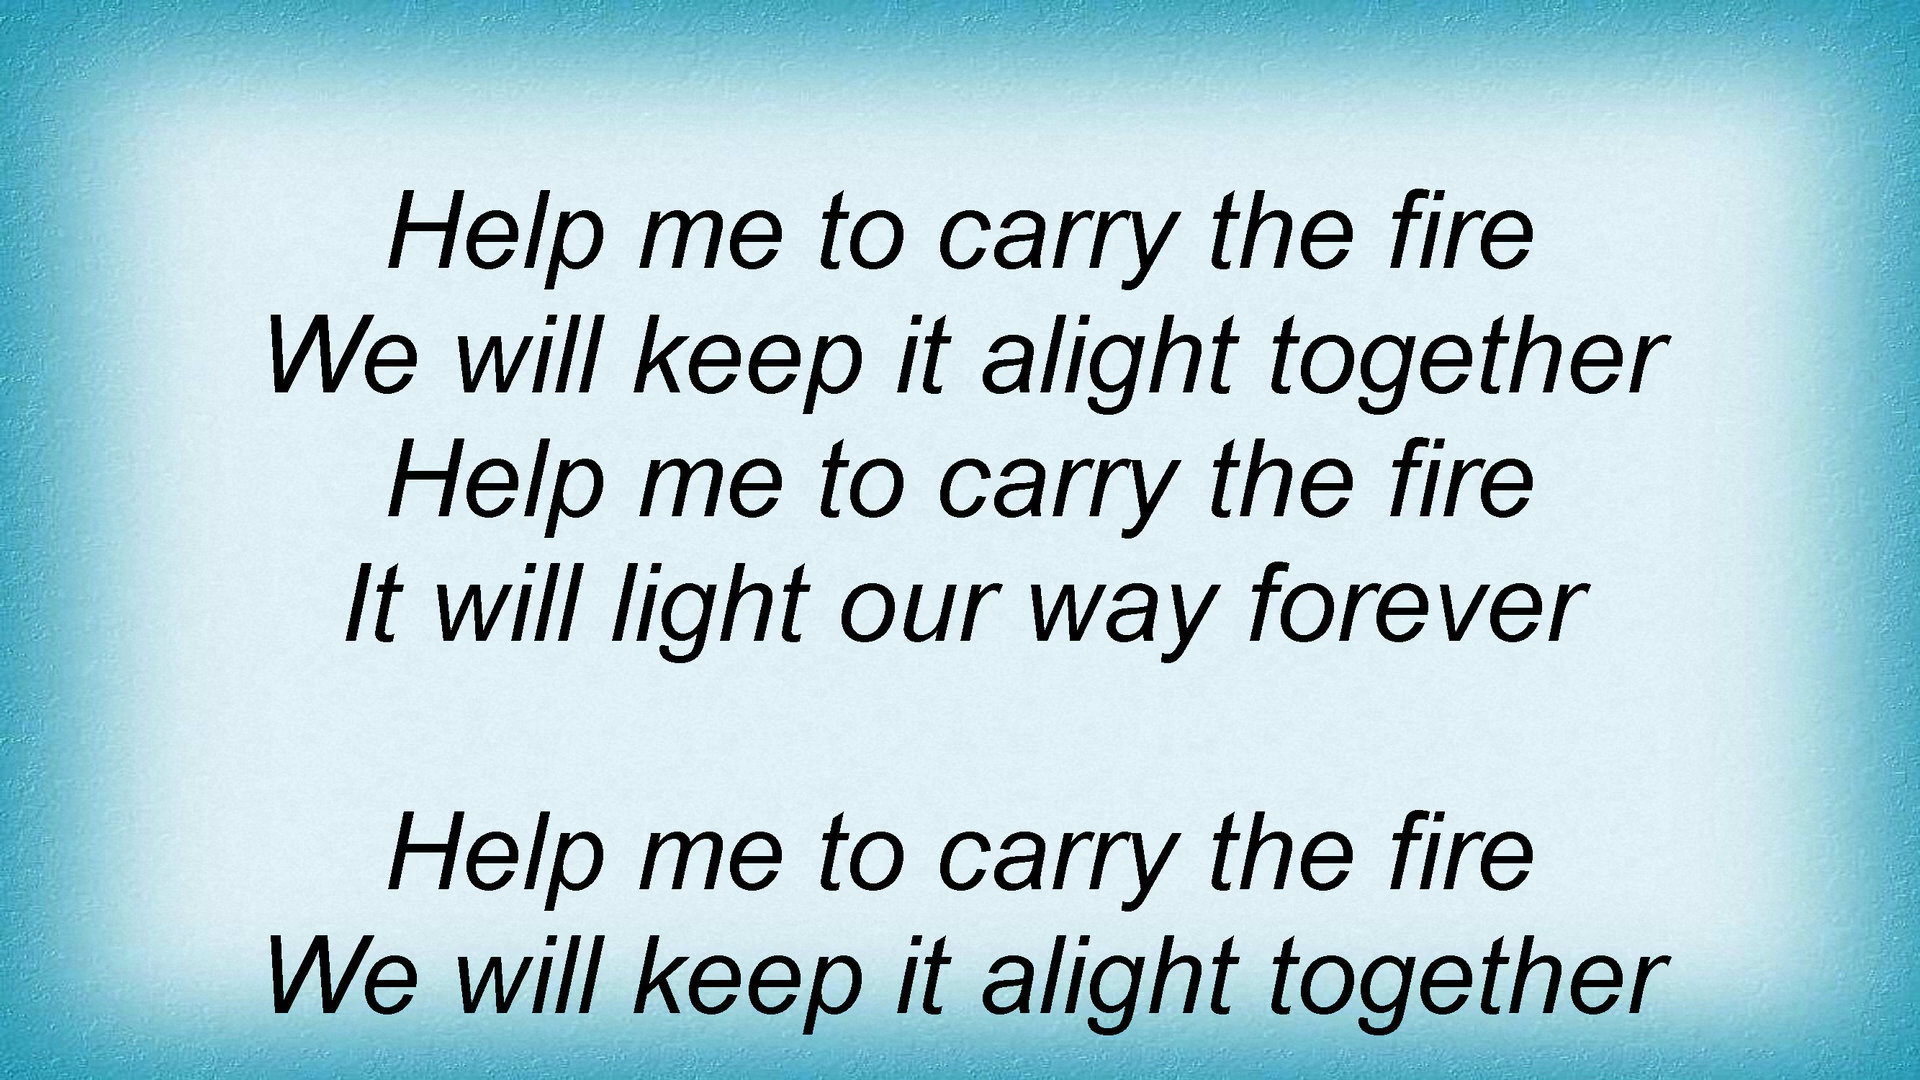 Help me to carry the fire
We will keep it alight together
Help me to carry the fire
It will light our way forever
Help me to carry the fire
We will keep it alight together